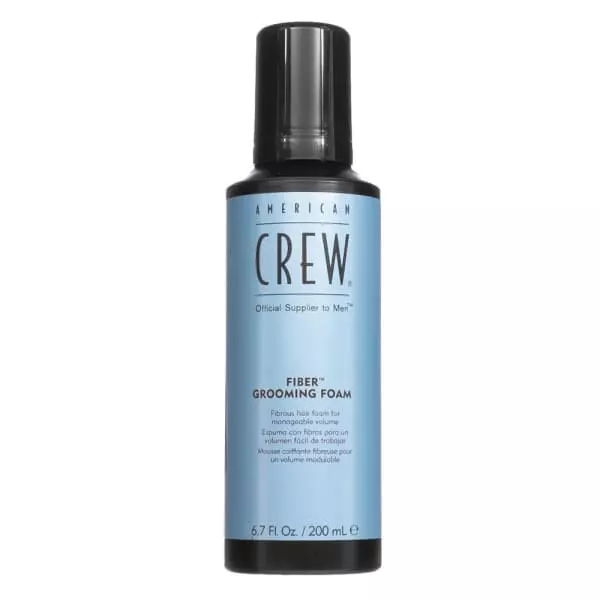 AMERICAN
CREW®
Official Supplier to Men™
FIBER™
GROOMING FOAM
Fibrous hair foam for
manageable volume
Espuma con fibras para un
volumen fácil de trabajar
Mousse coiffante fibreuse pour
un volume modulable
6.7 Fl. Oz. / 200 mL ℮